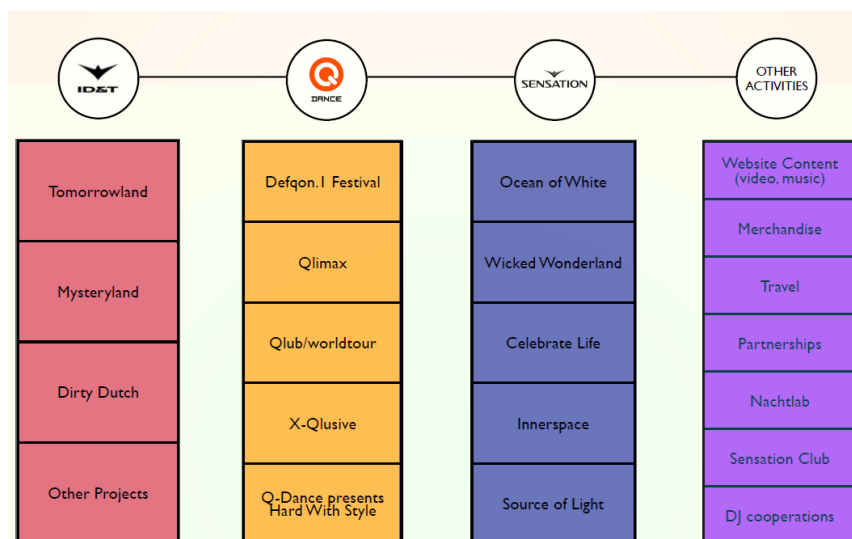 ID&T
Q
DANCE
SENSATION
OTHER
ACTIVITIES
Tomorrowland
Mysteryland
Dirty Dutch
Other Projects
Defqon.1 Festival
Qlimax
Qlub/worldtour
X-Qlusive
Q-Dance presents
Hard With Style
Ocean of White
Wicked Wonderland
Celebrate Life
Innerspace
Source of Light
Website Content
(video, music)
Merchandise
Travel
Partnerships
Nachtlab
Sensation Club
DJ cooperations